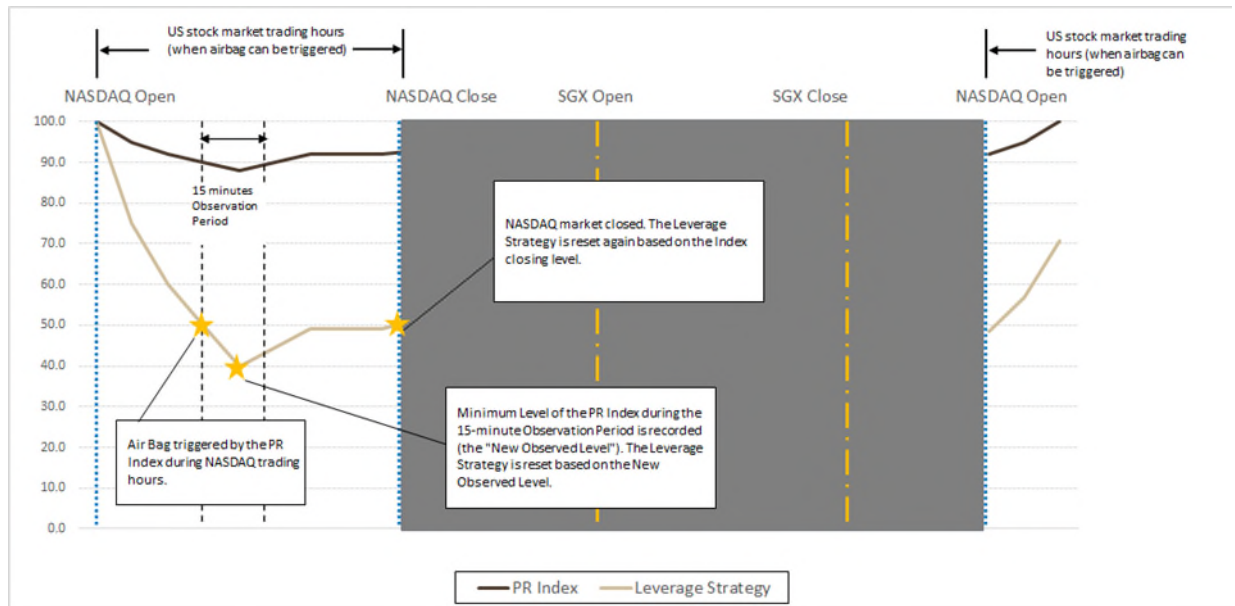 US stock market trading hours
(when airbag can be triggered)
US stock market trading
hours (when airbag can
be triggered)
NASDAQ Open
NASDAQ Close
SGX Open
SGX Close
NASDAQ Open
100.0
90.0
80.0
70.0
60.0
50.0
40.0
30.0
20.0
10.0
0.0
15 minutes
Observation
Period
NASDAQ market closed. The Leverage
Strategy is reset again based on the Index
closing level.
Air Bag triggered by the PR
Index during NASDAQ trading
hours.
Minimum Level of the PR Index during the
15-minute Observation Period is recorded
(the "New Observed Level"). The Leverage
Strategy is reset based on the New
Observed Level.
PR Index
Leverage Strategy